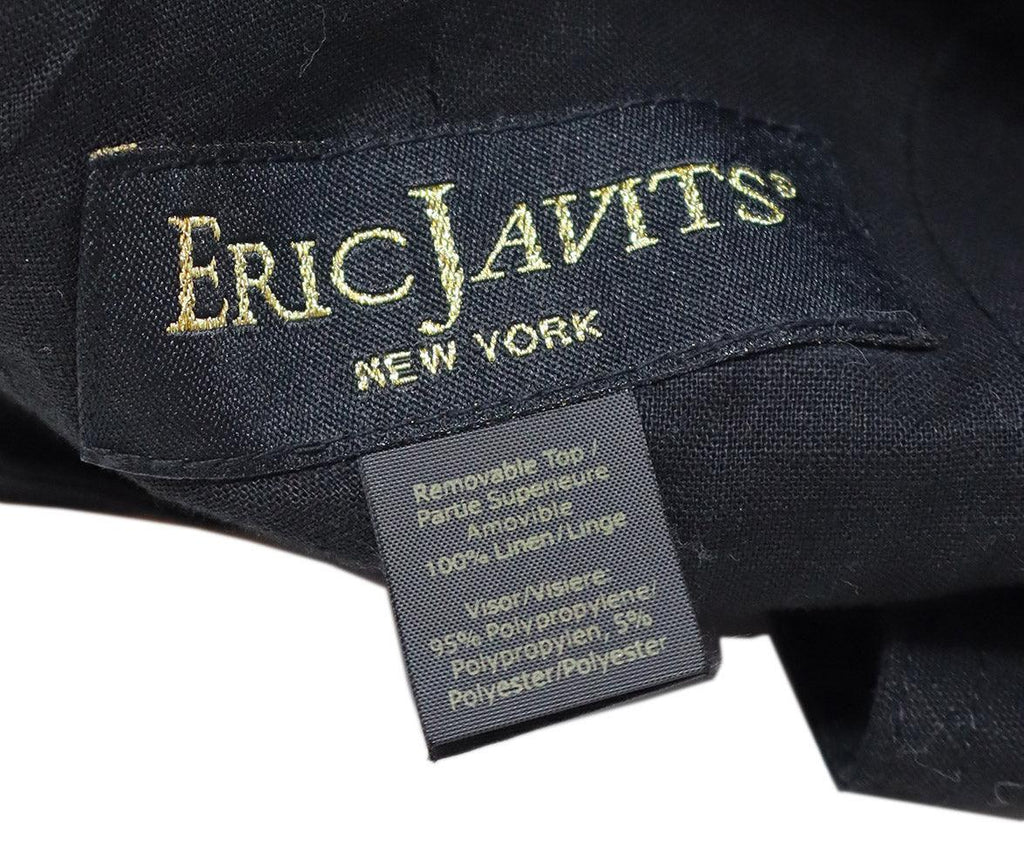 ERIC JAVITS®
NEW YORK
Removable Top /
Parue Superieure
Amovible
100% Linen/Linge
Visor/Visiere:
95% Polypropylene/
Polypropylen, 5%
Polyester/Polyester